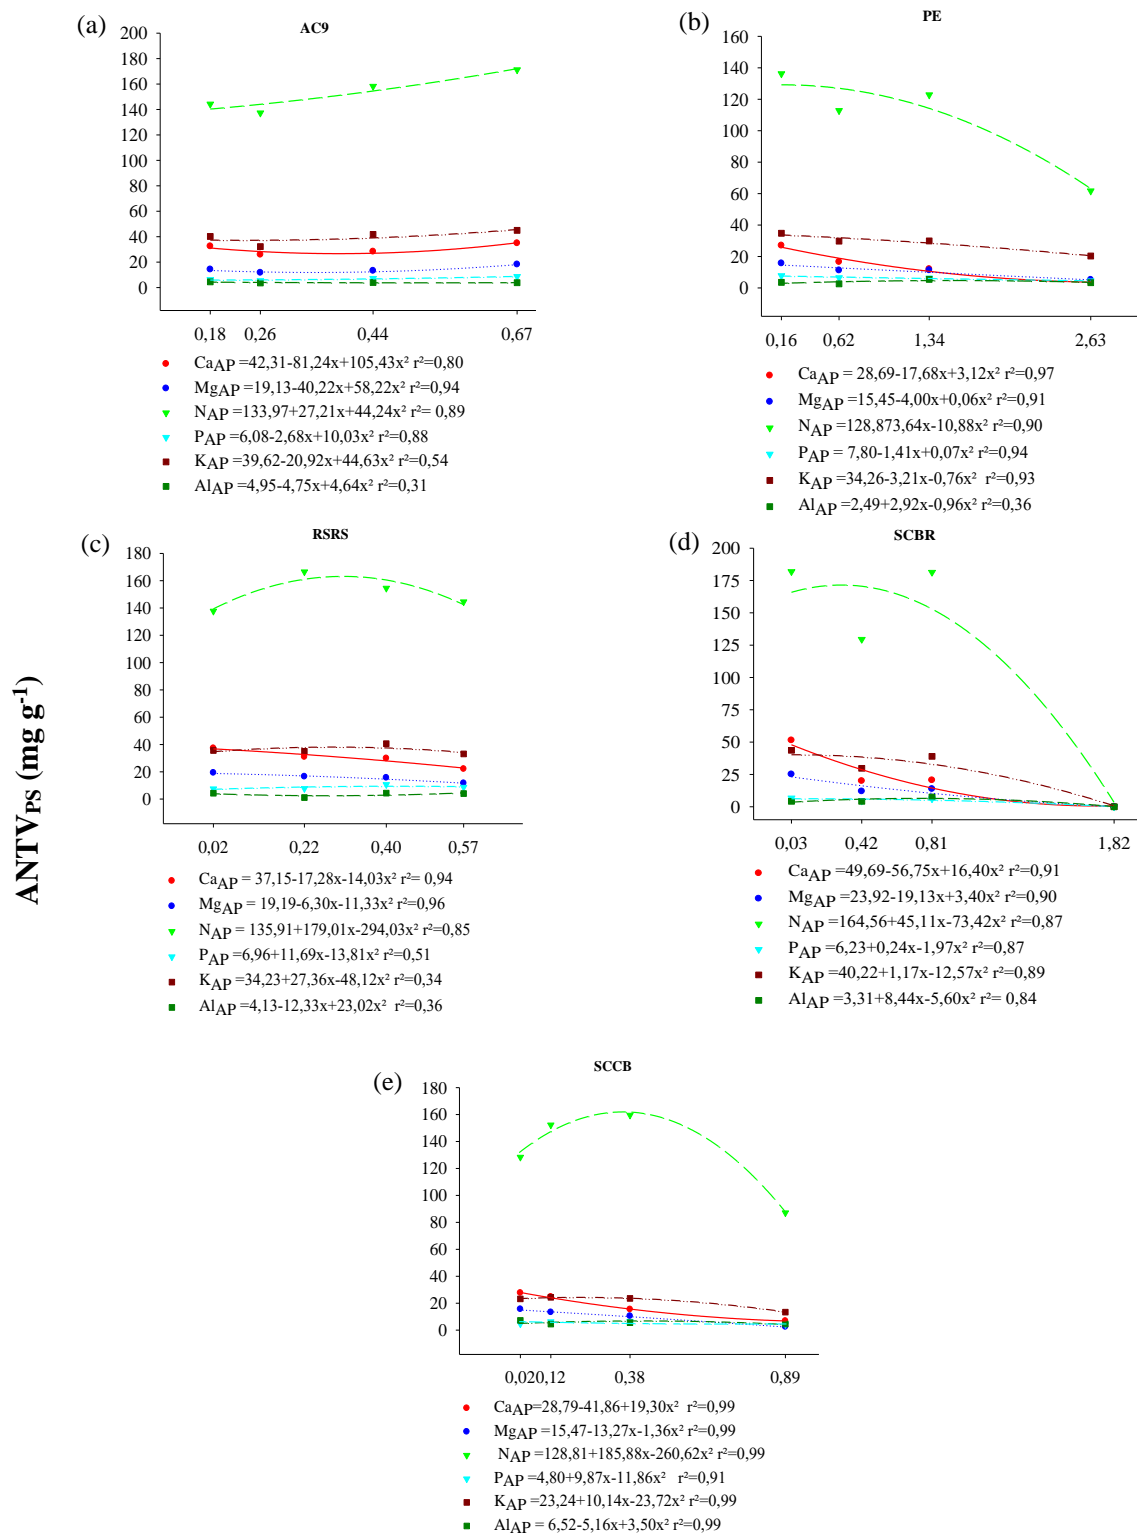 ANTVPS (mg g-1)
(a)
AC9
200
180
160
140
120
100
80
60
40
20
0
0,18
0,26
0,44
0,67
CaAP =42,31-81,24x+105,43x² r²=0,80
MgAP =19,13-40,22x+58,22x² r²=0,94
NAP =133,97+27,21x+44,24x² r²= 0,89
PAP =6,08-2,68x+10,03x² r²=0,88
KAP =39,62-20,92x+44,63x² r²=0,54
AlAP =4,95-4,75x+4,64x² r²=0,31
(b)
PE
160
140
120
100
80
60
40
20
0
0,16
0,62
1,34
2,63
CaAP = 28,69-17,68x+3,12x² r²=0,97
MgAP =15,45-4,00x+0,06x² r²=0,91
NAP =128,873,64x-10,88x² r²=0,90
PAP = 7,80-1,41x+0,07x² r²=0,94
KAP =34,26-3,21x-0,76x² r²=0,93
AlAP =2,49+2,92x-0,96x² r²=0,36
(c)
RSRS
180
160
140
120
100
80
60
40
20
0
0,02
0,22
0,40
0,57
CaAP = 37,15-17,28x-14,03x² r²= 0,94
MgAP = 19,19-6,30x-11,33x² r²=0,96
NAP = 135,91+179,01x-294,03x² r²=0,85
PAP =6,96+11,69x-13,81x² r²=0,51
KAP =34,23+27,36x-48,12x² r²=0,34
AlAP =4,13-12,33x+23,02x² r²=0,36
(d)
SCBR
200
175
150
125
100
75
50
25
0
0,03
0,42
0,81
1,82
CaAP =49,69-56,75x+16,40x² r²=0,91
MgAP =23,92-19,13x+3,40x² r²=0,90
NAP =164,56+45,11x-73,42x² r²=0,87
PAP =6,23+0,24x-1,97x² r²=0,87
KAP =40,22+1,17x-12,57x² r²=0,89
AlAP =3,31+8,44x-5,60x² r²= 0,84
(e)
SCCB
180
160
140
120
100
80
60
40
20
0
0,02
0,12
0,38
0,89
CaAP=28,79-41,86+19,30x² r²=0,99
MgAP =15,47-13,27x-1,36x² r²=0,99
NAP =128,81+185,88x-260,62x² r²=0,99
PAP =4,80+9,87x-11,86x² r²=0,91
KAP =23,24+10,14x-23,72x² r²=0,99
AlAP = 6,52-5,16x+3,50x² r²=0,99